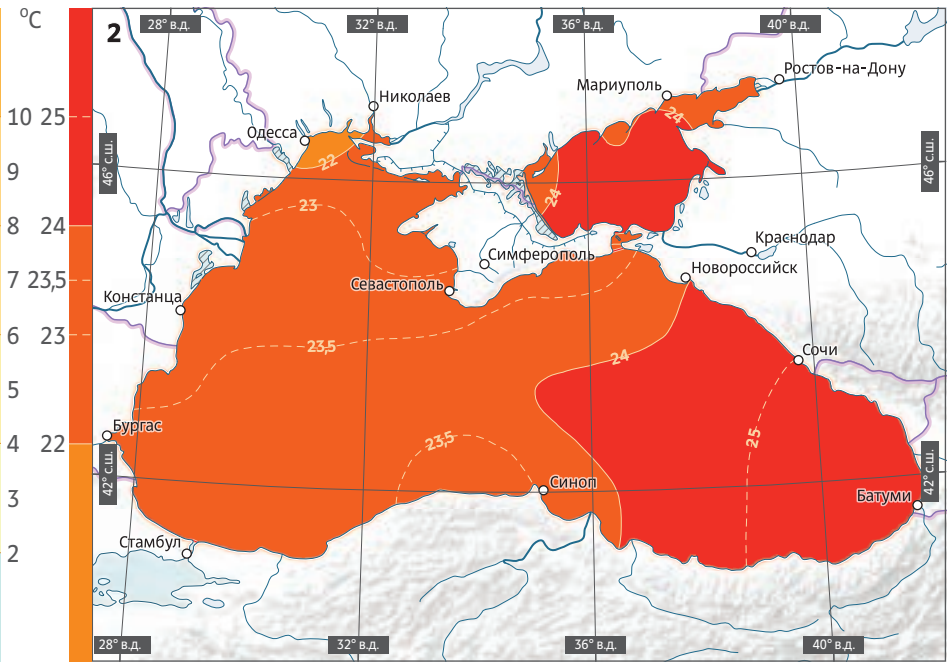 °C
10 25
9
8 24
7 23,5
6 23
5
4 22
3
2
2
28° в.д.
32° в.д.
36° в.д.
40° в.д.
Ростов-на-Дону
Мариуполь
Николаев
24
Одесса
22
46° с.ш.
46° с.ш.
24
23
Краснодар
Симферополь
Новороссийск
Севастополь
Констанца
23,5
24
Сочи
Бургас
23,5
25
42° с.ш.
42° с.ш.
Синоп
Батуми
Стамбул
28° в.д.
32° в.д.
36° в.д.
40° в.д.